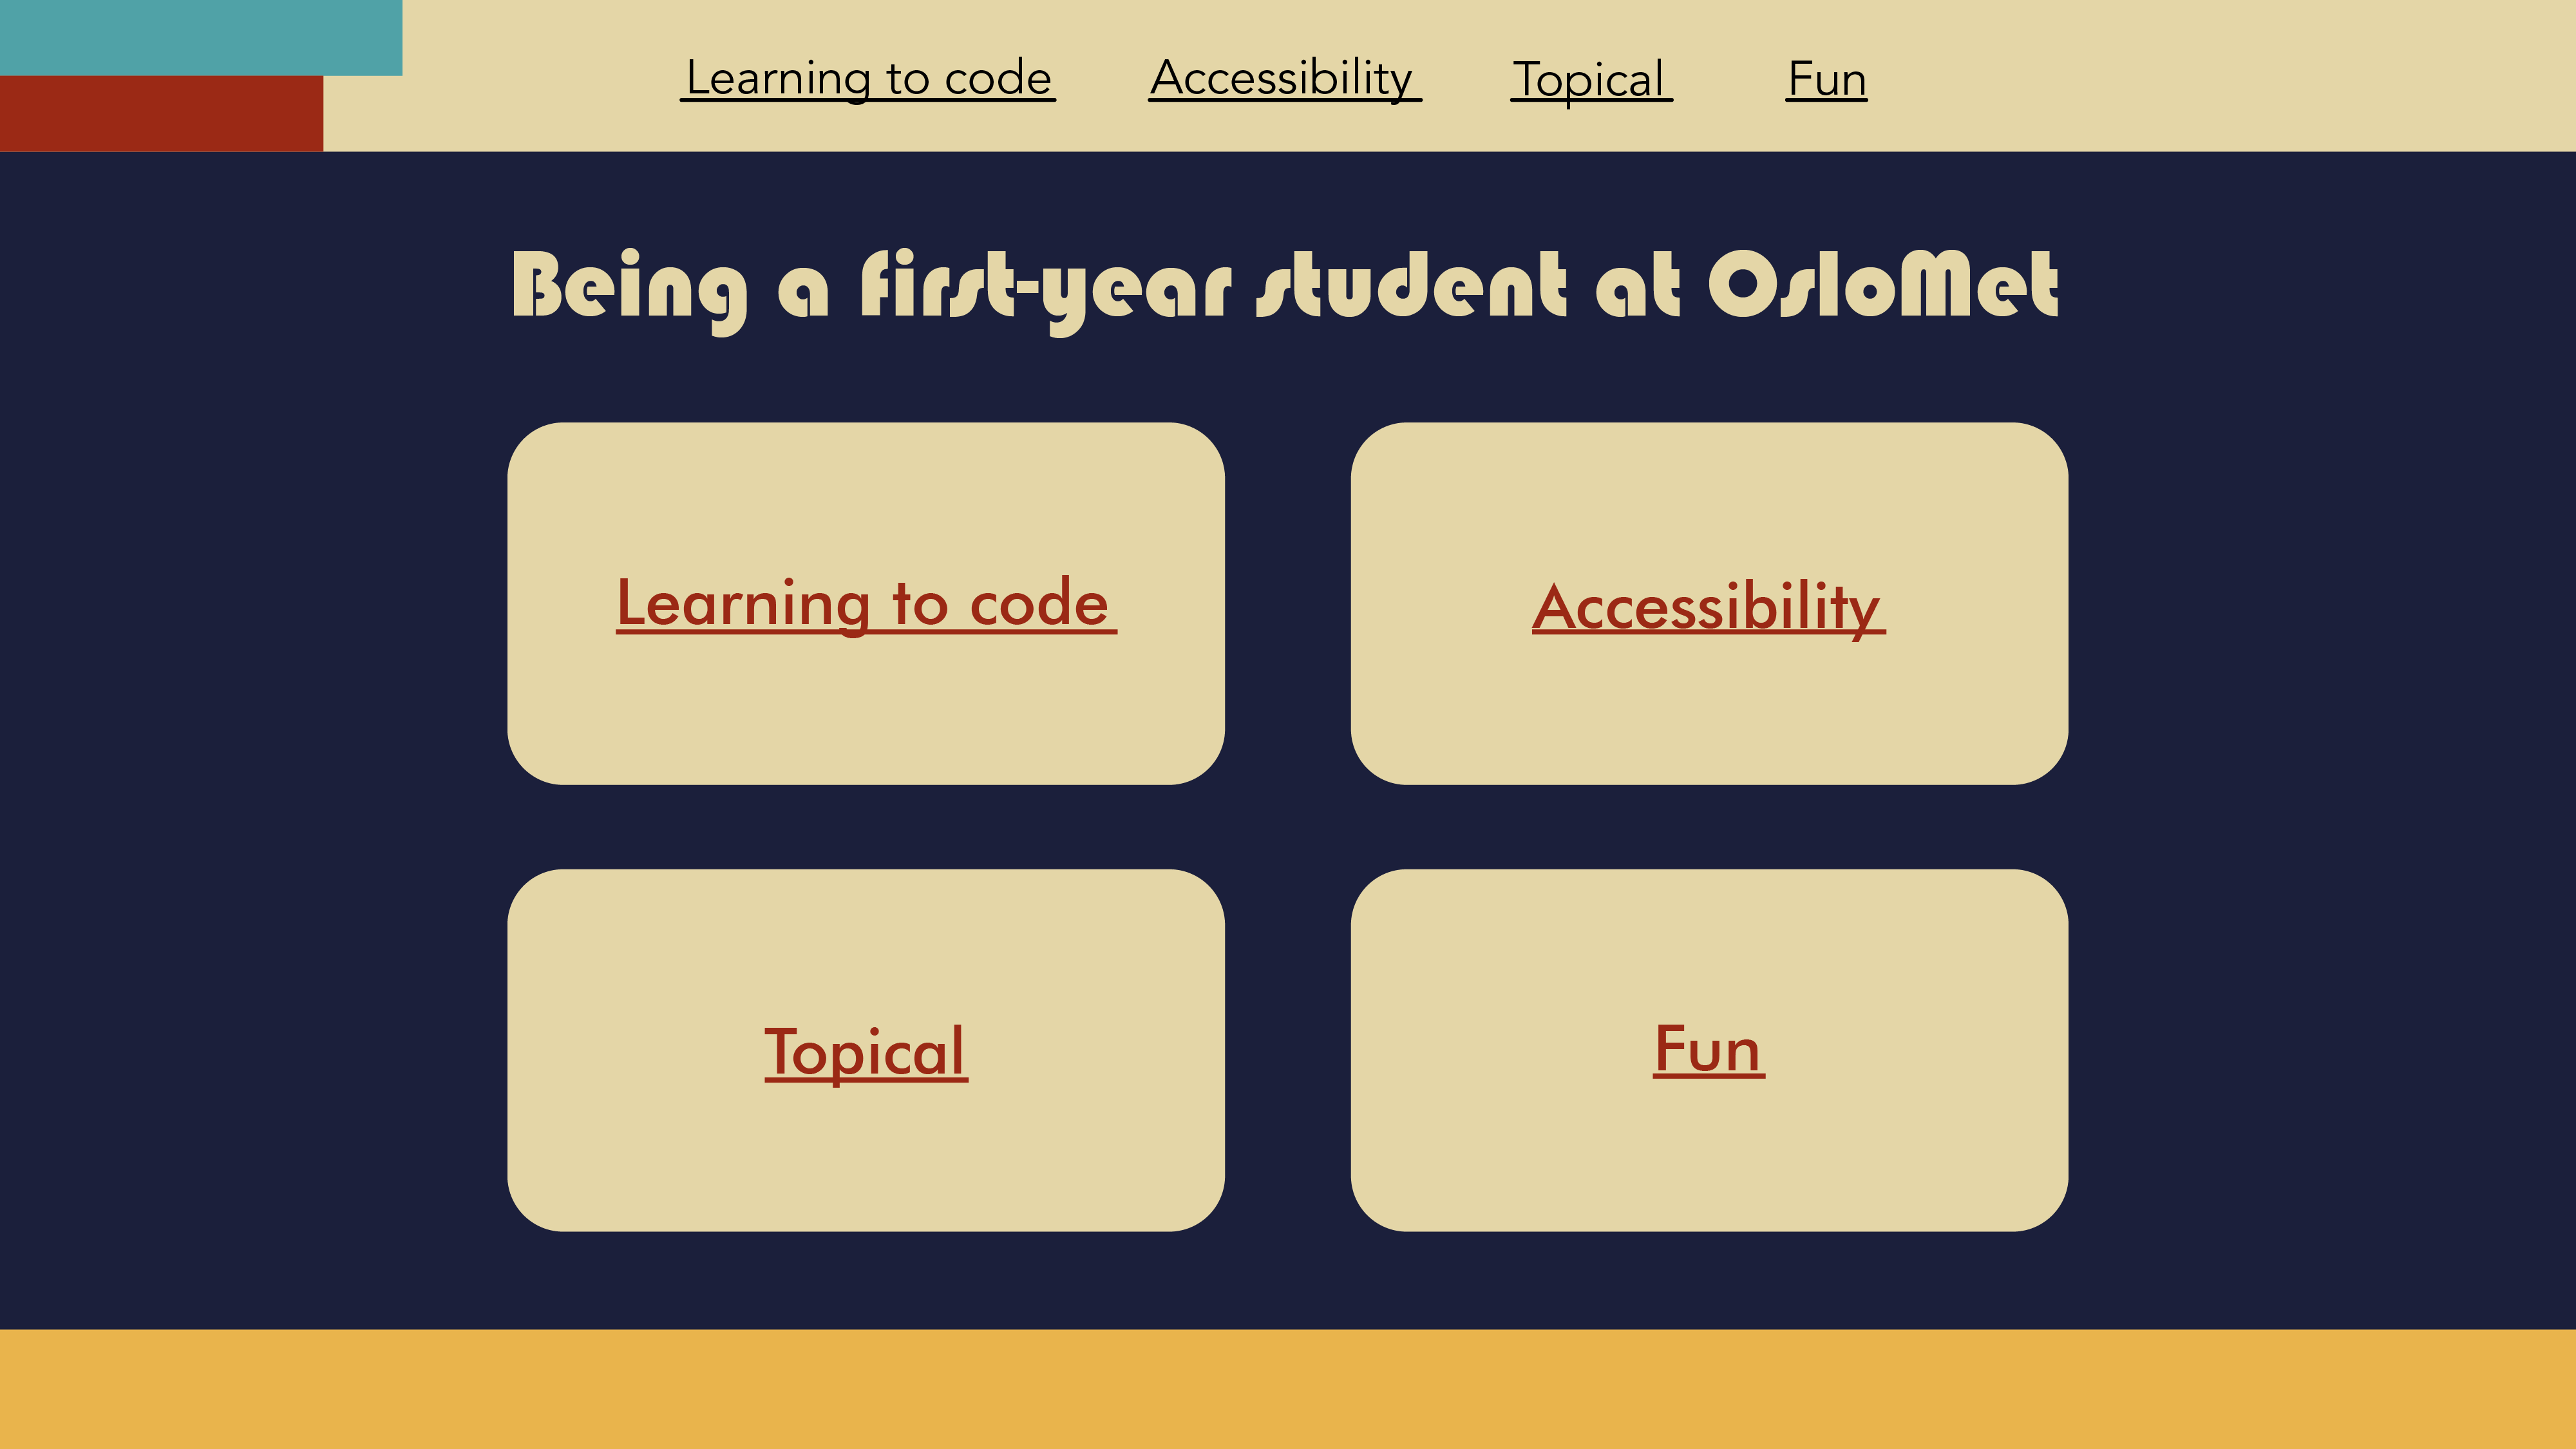 Learning to code Accessibility Topical Fun
Being a first-year student at OsloMet
Learning to code
Accessibility
Topical
Fun